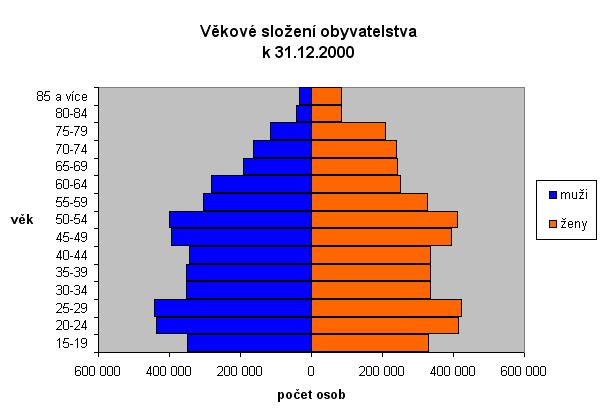 Věkové složení obyvatelstva
k 31.12.2000
85 a více
80-84
75-79
70-74
65-69
60-64
55-59
50-54
45-49
40-44
35-39
30-34
25-29
20-24
15-19
věk
600 000 400 000 200 000 0 200 000 400 000 600 000
počet osob
muži
ženy